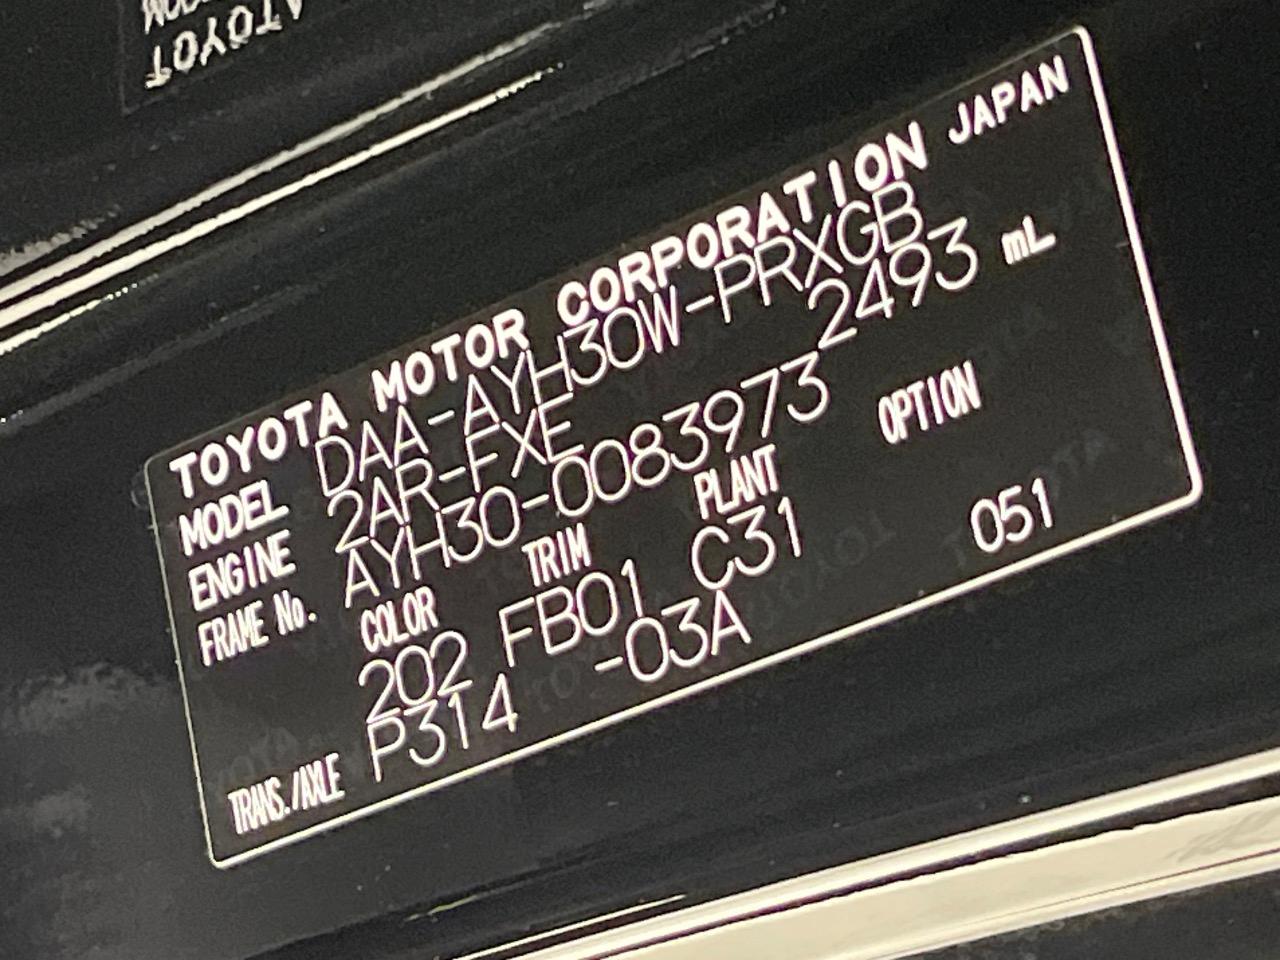 TOYOTA MOTOR CORPORATION JAPAN
MODEL DAA-AYH30W-PRXGB
ENGINE 2AR-FXE 2493 mL
FRAME No. AYH30-0083973
COLOR TRIM PLANT OPTION
202 FB01 C31 051
TRANS./AXLE P314 -03A